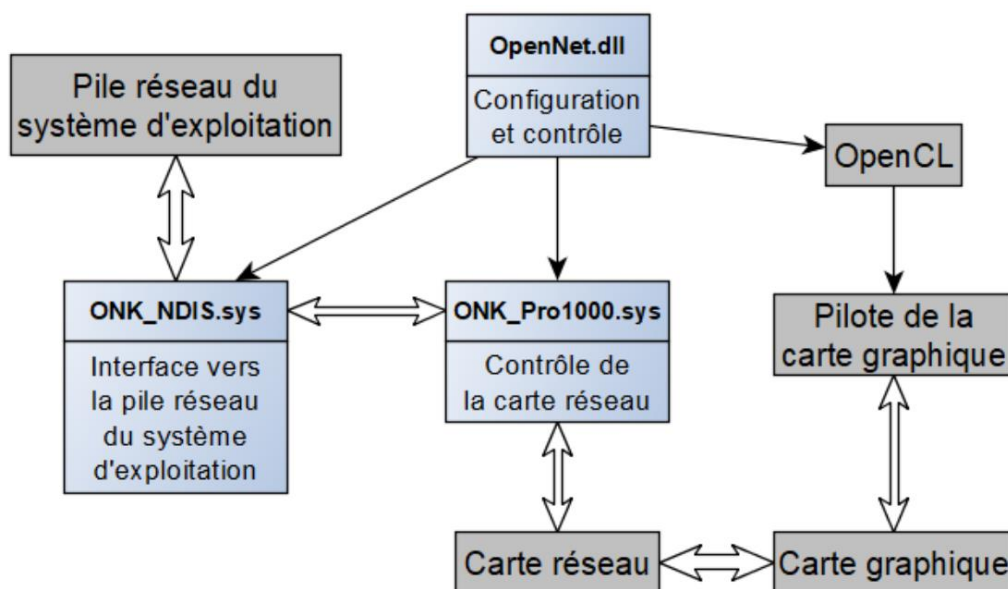 OpenNet.dll
Configuration
et contrôle
Pile réseau du
système d'exploitation
OpenCL
ONK_NDIS.sys
Interface vers
la pile réseau
du système
d'exploitation
ONK_Pro1000.sys
Contrôle de
la carte réseau
Pilote de la
carte graphique
Carte réseau
Carte graphique